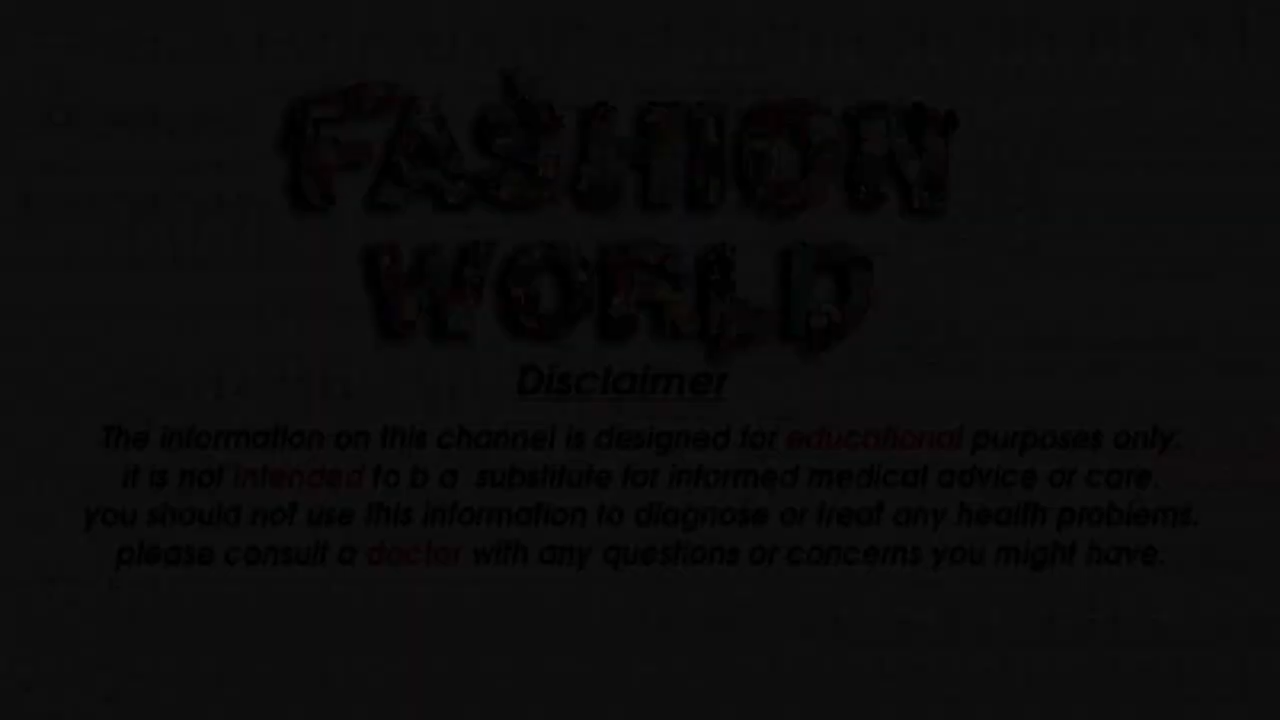 FASHION
WORLD
Disclaimer
The information on this channel is designed for educational purposes only.
it is not intended to b a substitute for informed medical advice or care.
you should not use this information to diagnose or treat any health problems.
please consult a doctor with any questions or concerns you might have.